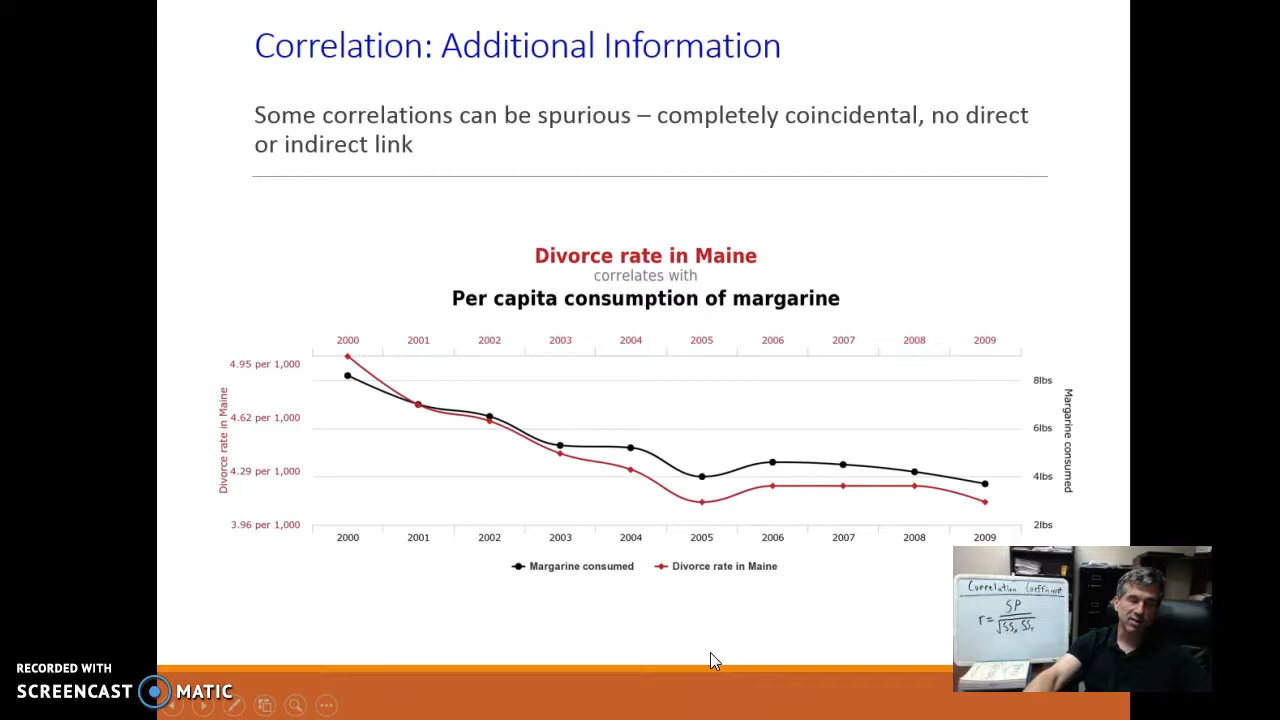 Correlation: Additional Information
Some correlations can be spurious – completely coincidental, no direct
or indirect link
Divorce rate in Maine
correlates with
Per capita consumption of margarine
2000 2001 2002 2003 2004 2005 2006 2007 2008 2009
4.95 per 1,000
8lbs
4.62 per 1,000
6lbs
4.29 per 1,000
4lbs
3.96 per 1,000
2lbs
Divorce rate in Maine
Margarine consumed
2000 2001 2002 2003 2004 2005 2006 2007 2008 2009
Margarine consumed Divorce rate in Maine
Correlation Coefficient
SP
r =
√SSₓ SSᵧ
RECORDED WITH
SCREENCAST MATIC